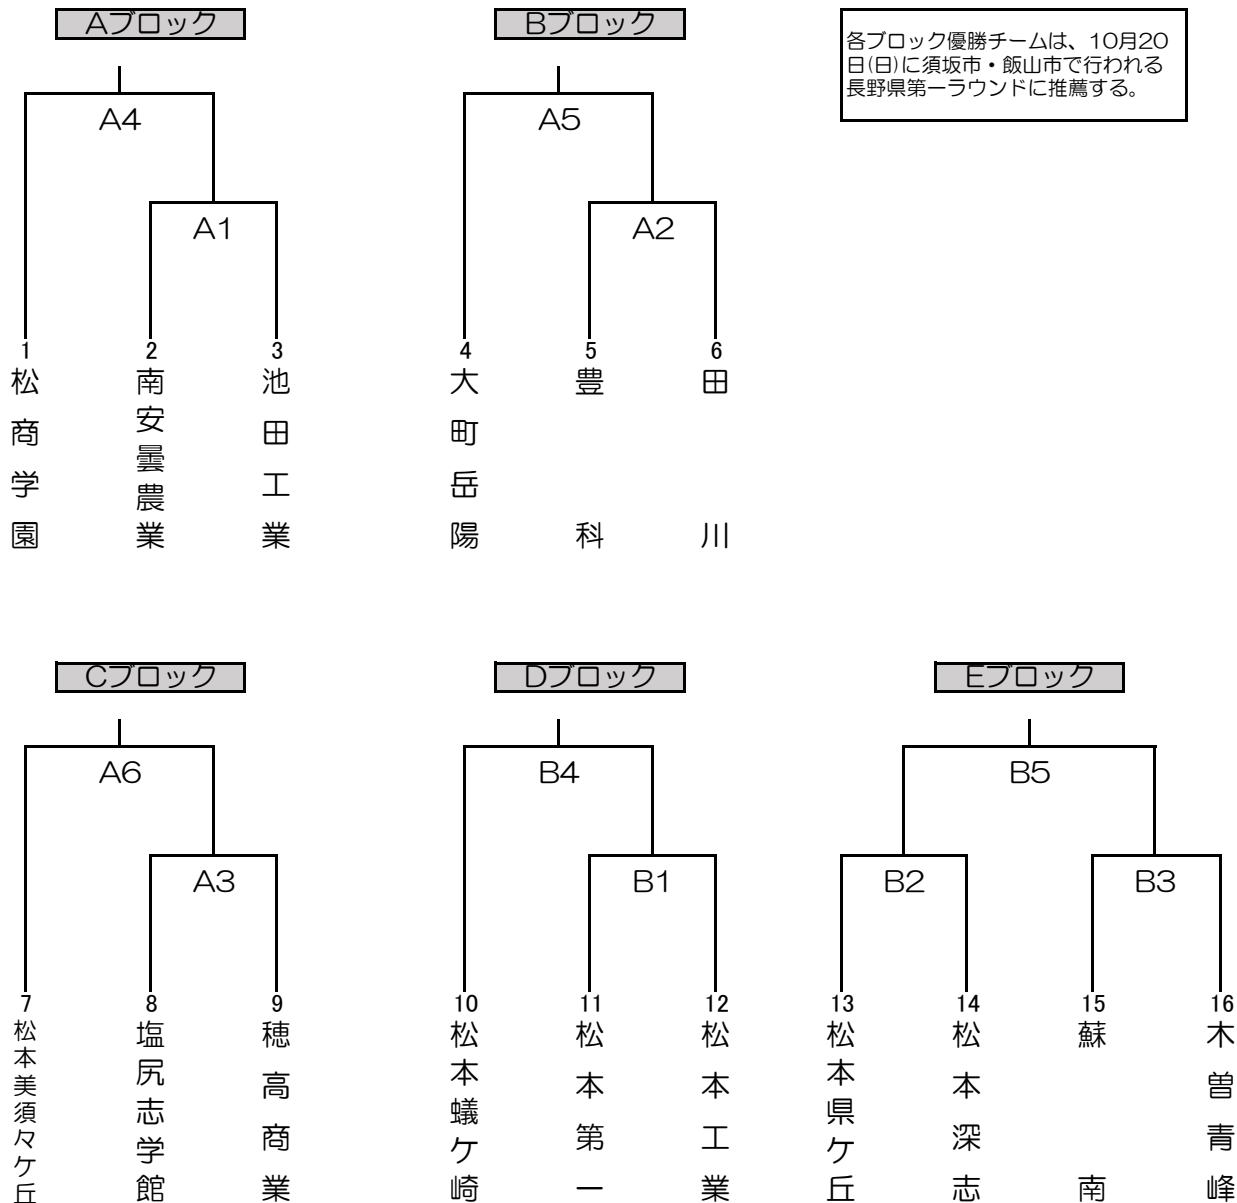 Aブロック
Bブロック
各ブロック優勝チームは、10月20
日(日)に須坂市・飯山市で行われる
長野県第一ラウンドに推薦する。
A4
A5
A1
A2
1
2
3
4
5
6
松商学園
南安曇農業
池田工業
大町岳陽
豊科
田川
Cブロック
Dブロック
Eブロック
A6
B4
B5
A3
B1
B2
B3
7
8
9
10
11
12
13
14
15
16
松本美須々ケ丘
塩尻志学館
穂高商業
松本蟻ケ崎
松本第一
松本工業
松本県ケ丘
松本深志
蘇南
木曽青峰